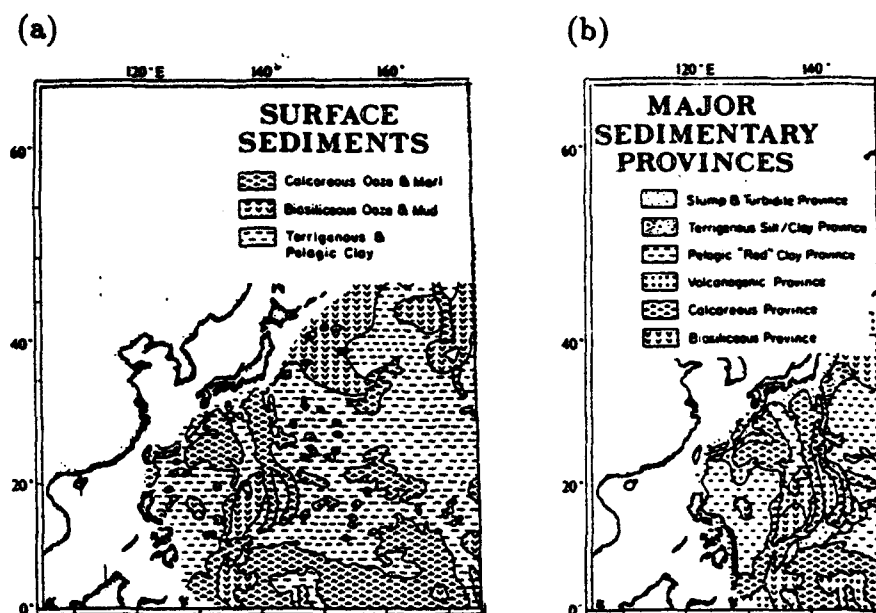 (a)
120°E 140° 160°
SURFACE
SEDIMENTS
60°
Calcareous Ooze & Marl
Biosiliceous Ooze & Mud
Terrigenous &
Pelagic Clay
40°
20°
0°
(b)
120°E 140°
MAJOR
SEDIMENTARY
PROVINCES
60°
Slump & Turbidite Province
Terrigenous Silt/Clay Province
Pelagic "Red" Clay Province
Volcanogenic Province
Calcareous Province
Biosiliceous Province
40°
20°
0°